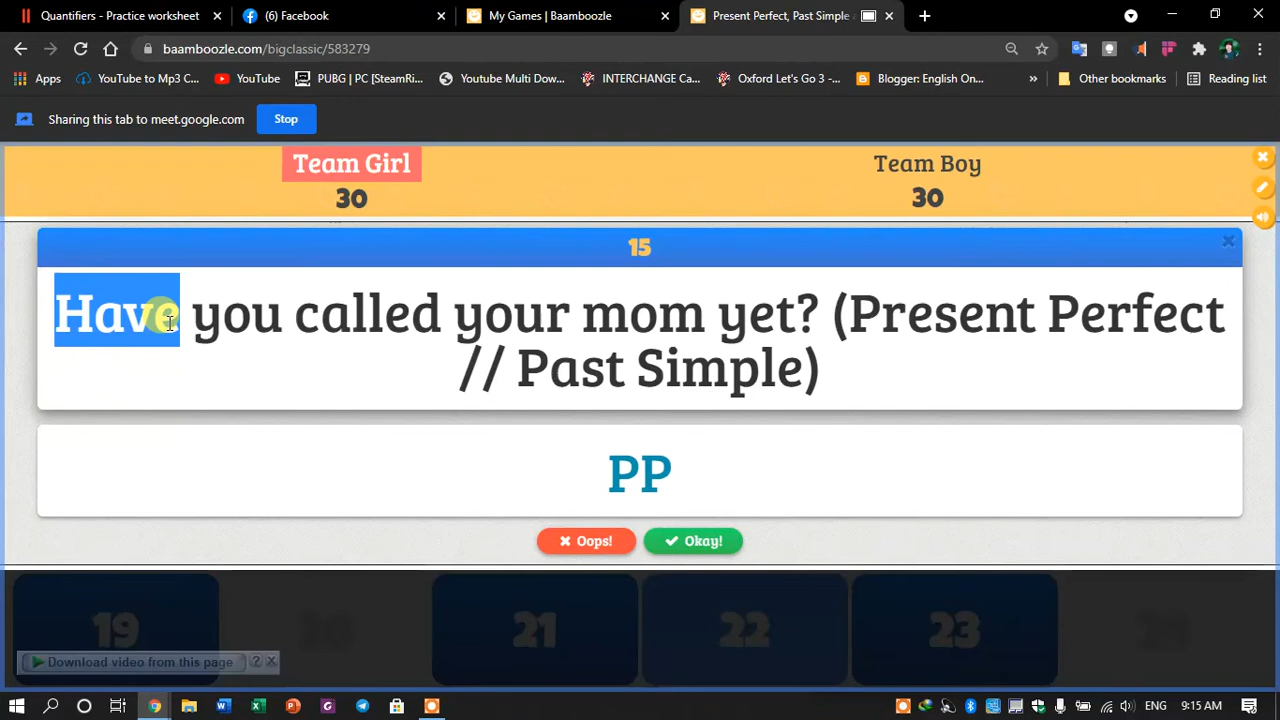 Quantifiers - Practice worksheet
(3) Facebook
My Games | Baamboozle
Present Perfect, Past Simple
baamboozle.com/bigclassic/583279
Apps
YouTube to Mp3 C...
YouTube
PUBG | PC [SteamRi...
Youtube Multi Dow...
INTERCHANGE Ca...
Oxford Let's Go 3 -...
Blogger: English On...
»
Other bookmarks
Reading list
Sharing this tab to meet.google.com
Stop
Team Girl
30
Team Boy
30
15
Have you called your mom yet? (Present Perfect
// Past Simple)
PP
Oops!
Okay!
19
20
21
22
23
Download video from this page
?
ENG
9:15 AM